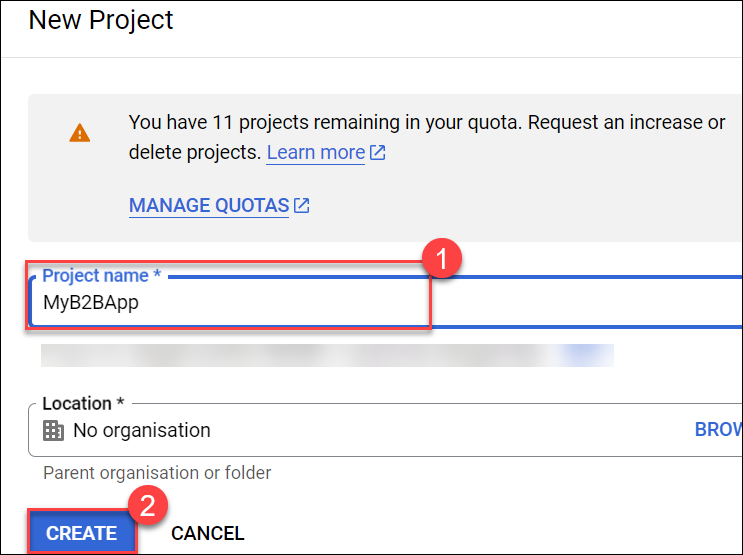 New Project
You have 11 projects remaining in your quota. Request an increase or
delete projects. Learn more
MANAGE QUOTAS
1
Project name *
MyB2BApp
Location *
No organisation
BROW
Parent organisation or folder
2
CREATE
CANCEL